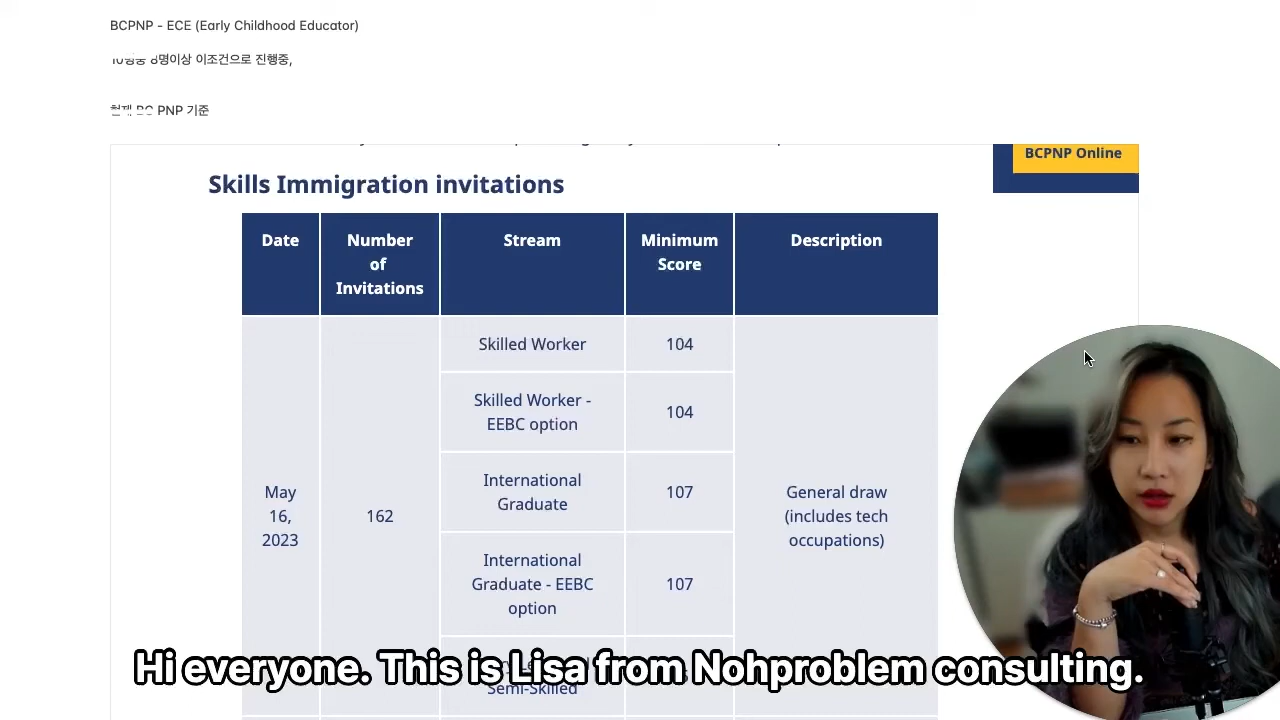 BCPNP - ECE (Early Childhood Educator)
이조건으로 진행중,
PNP 기준
BCPNP Online
Skills Immigration invitations
Date
Number
of
Invitations
Stream
Minimum
Score
Description
May
16,
2023
162
Skilled Worker
104
Skilled Worker -
EEBC option
104
International
Graduate
107
International
Graduate - EEBC
option
107
General draw
(includes tech
occupations)
Semi-Skilled
Hi everyone. This is Lisa from Nohproblem consulting.